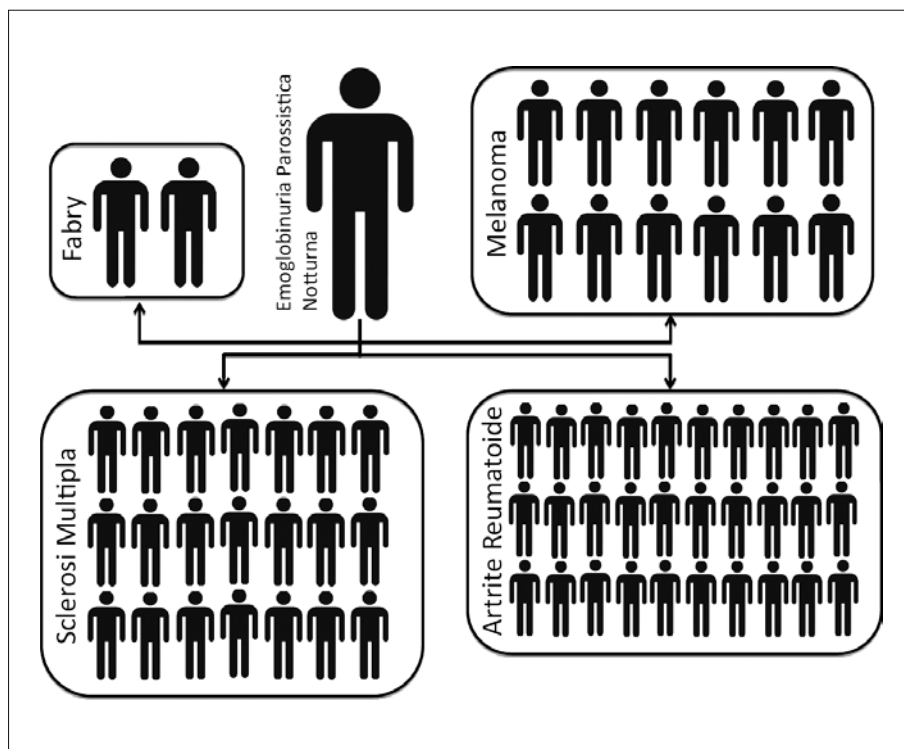 Fabry
Emoglobinuria Parossistica
Notturna
Melanoma
Sclerosi Multipla
Artrite Reumatoide